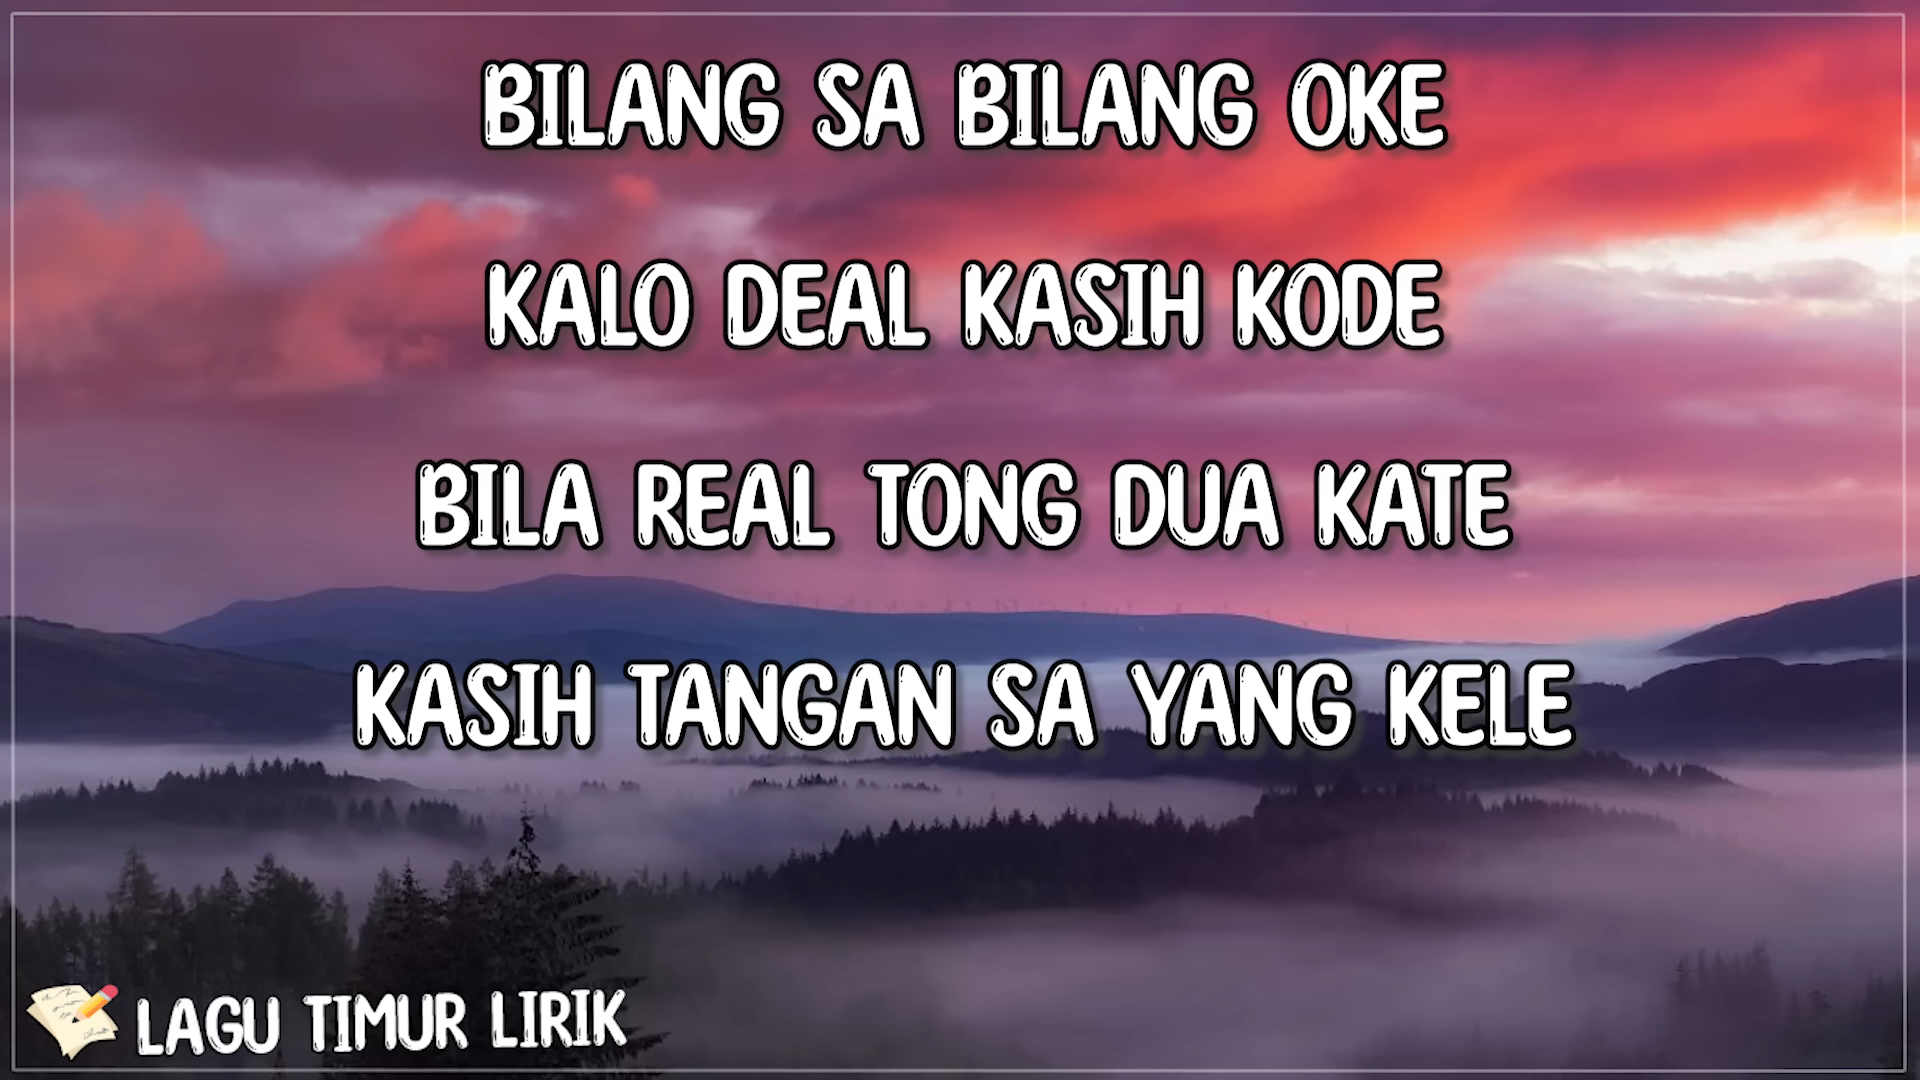 BILANG SA BILANG OKE
KALO DEAL KASIH KODE
BILA REAL TONG DUA KATE
KASIH TANGAN SA YANG KELE
LAGU TIMUR LIRIK